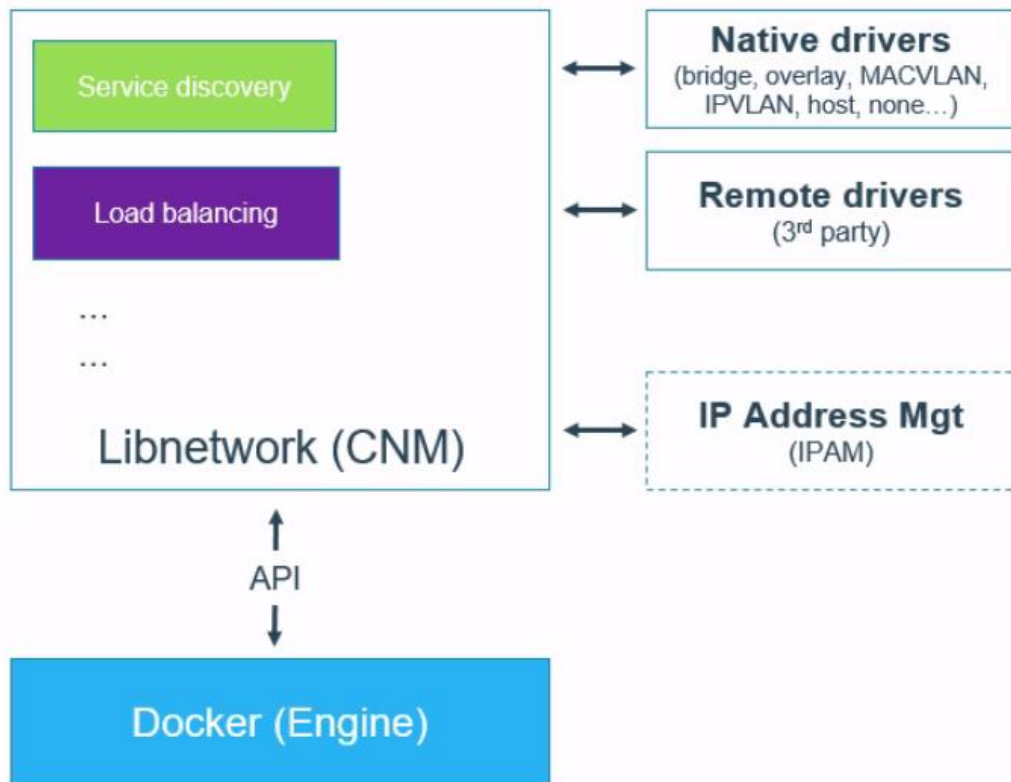 Service discovery
Load balancing
...
...
Libnetwork (CNM)
Native drivers
(bridge, overlay, MACVLAN,
IPVLAN, host, none...)
Remote drivers
(3rd party)
IP Address Mgt
(IPAM)
API
Docker (Engine)